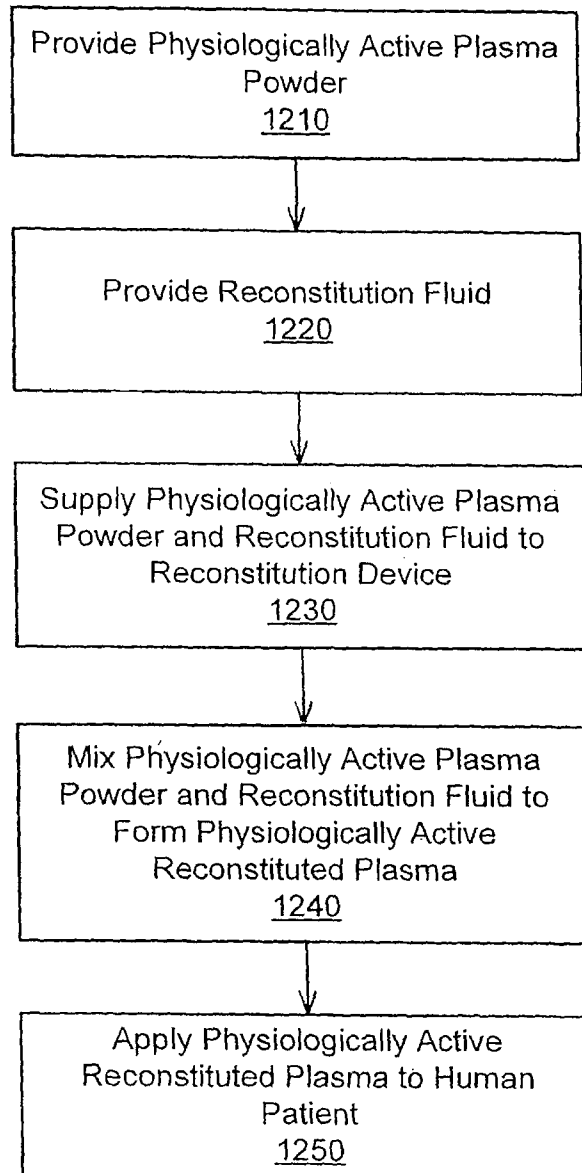 Provide Physiologically Active Plasma
Powder
1210
Provide Reconstitution Fluid
1220
Supply Physiologically Active Plasma
Powder and Reconstitution Fluid to
Reconstitution Device
1230
Mix Physiologically Active Plasma
Powder and Reconstitution Fluid to
Form Physiologically Active
Reconstituted Plasma
1240
Apply Physiologically Active
Reconstituted Plasma to Human
Patient
1250